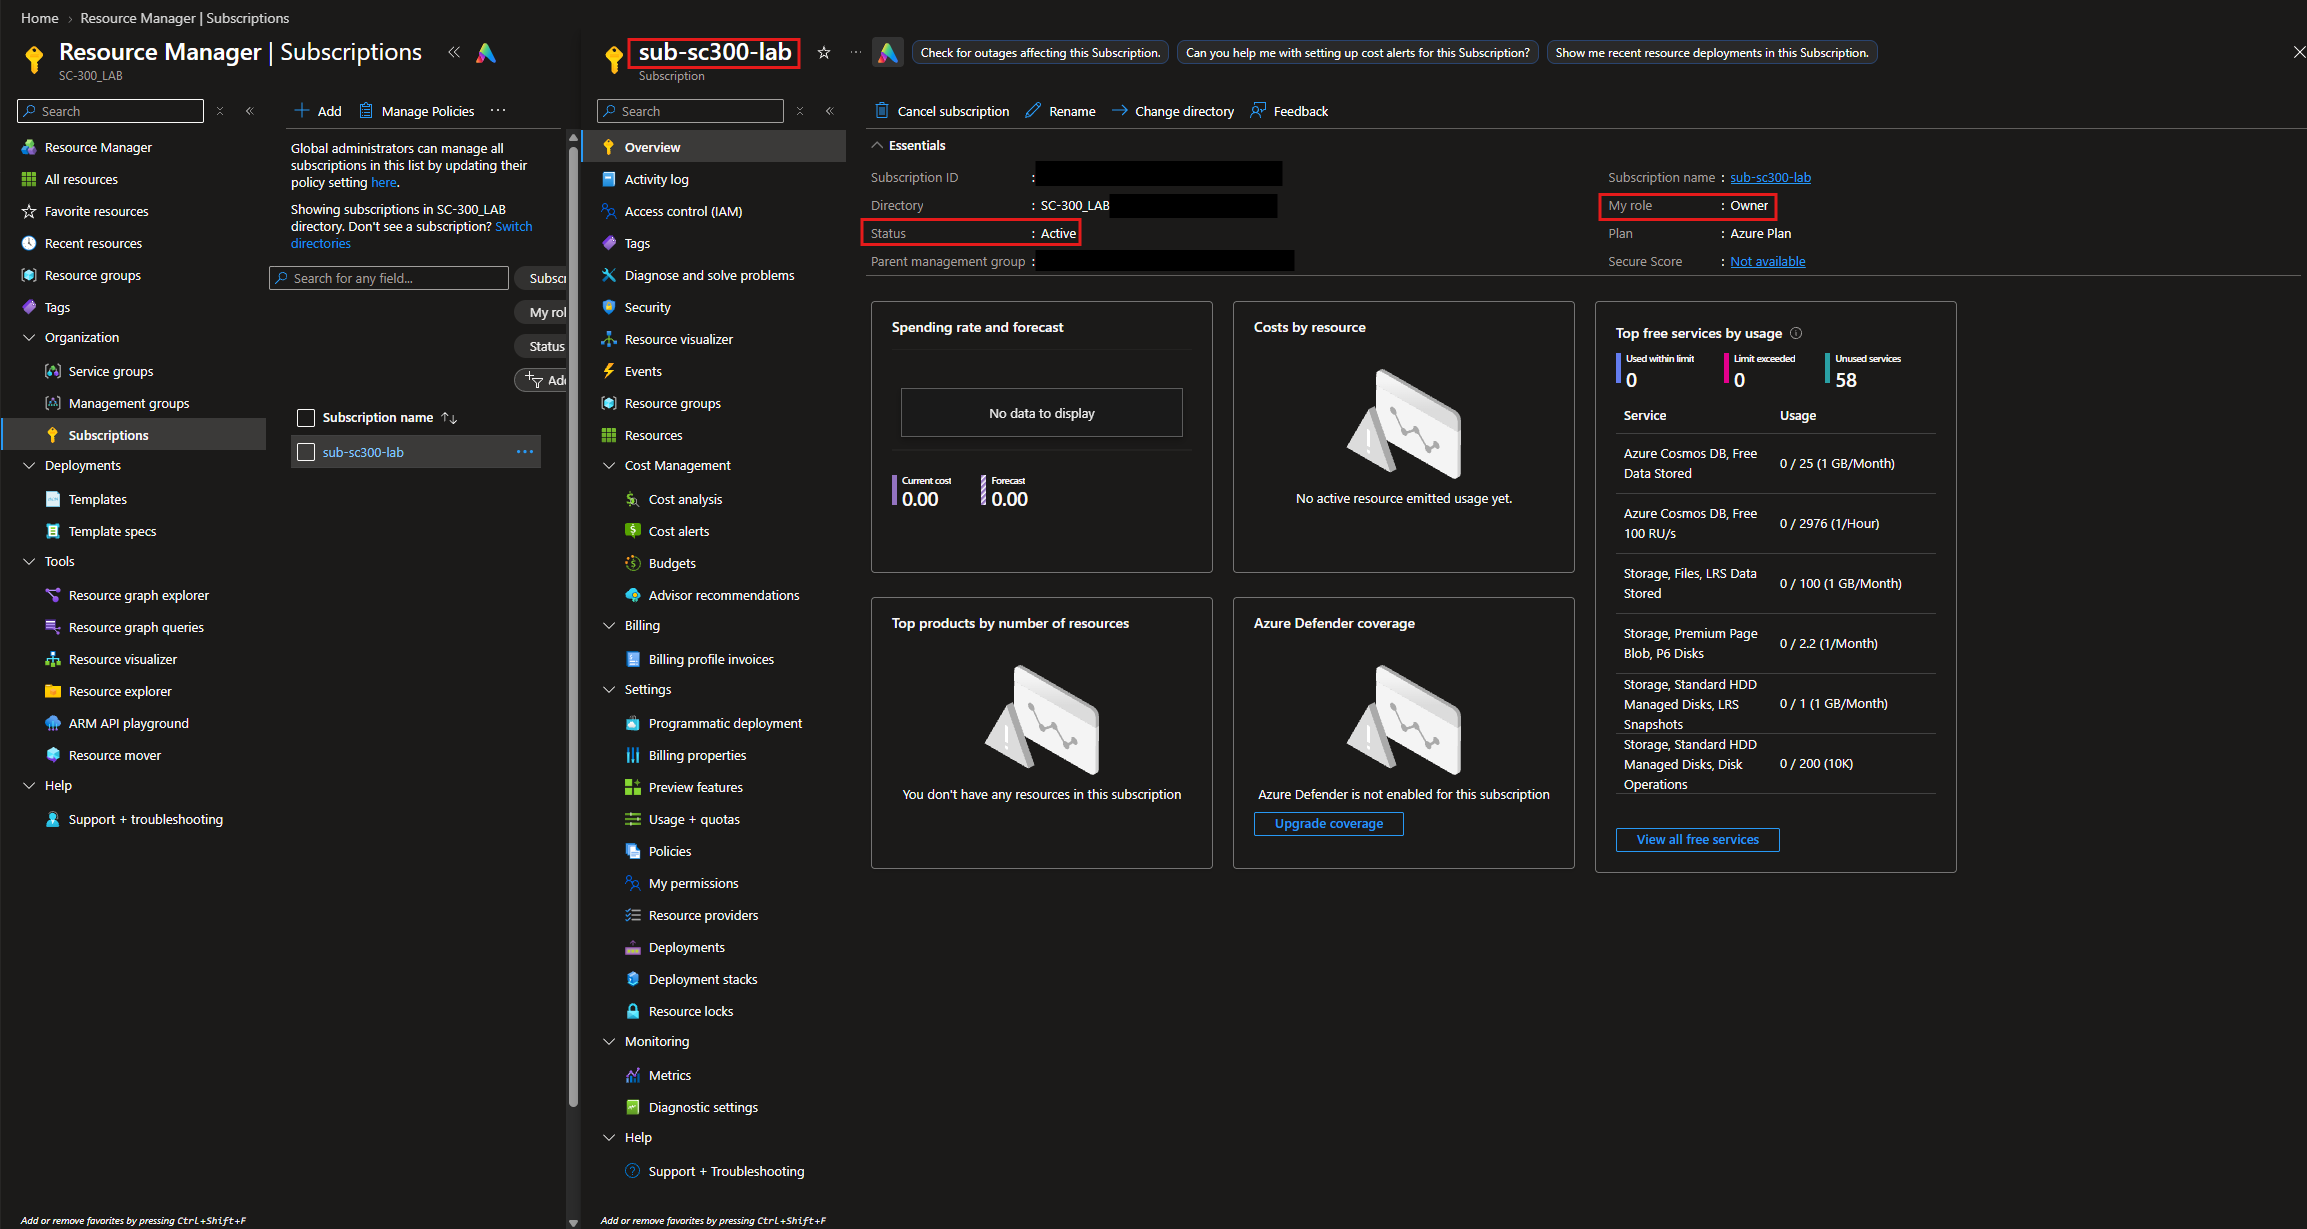 Home > Resource Manager | Subscriptions
Resource Manager | Subscriptions
SC-300_LAB
Search
Resource Manager
All resources
Favorite resources
Recent resources
Resource groups
Tags
Organization
Service groups
Management groups
Subscriptions
Deployments
Templates
Template specs
Tools
Resource graph explorer
Resource graph queries
Resource visualizer
Resource explorer
ARM API playground
Resource mover
Help
Support + troubleshooting
Add or remove favorites by pressing Ctrl+Shift+F
Add
Manage Policies
Global administrators can manage all
subscriptions in this list by updating their
policy setting here.
Showing subscriptions in SC-300_LAB
directory. Don't see a subscription? Switch
directories
Search for any field...
Subscr
My rol
Status
Add
Subscription name
sub-sc300-lab
sub-sc300-lab
Subscription
Check for outages affecting this Subscription.
Can you help me with setting up cost alerts for this Subscription?
Show me recent resource deployments in this Subscription.
Search
Overview
Activity log
Access control (IAM)
Tags
Diagnose and solve problems
Security
Resource visualizer
Events
Resource groups
Resources
Cost Management
Cost analysis
Cost alerts
Budgets
Advisor recommendations
Billing
Billing profile invoices
Settings
Programmatic deployment
Billing properties
Preview features
Usage + quotas
Policies
My permissions
Resource providers
Deployments
Deployment stacks
Resource locks
Monitoring
Metrics
Diagnostic settings
Help
Support + Troubleshooting
Add or remove favorites by pressing Ctrl+Shift+F
Cancel subscription
Rename
Change directory
Feedback
Essentials
Subscription ID :
Directory : SC-300_LAB
Status : Active
Parent management group :
Subscription name : sub-sc300-lab
My role : Owner
Plan : Azure Plan
Secure Score : Not available
Spending rate and forecast
No data to display
Current cost
0.00
Forecast
0.00
Costs by resource
No active resource emitted usage yet.
Top products by number of resources
You don't have any resources in this subscription
Azure Defender coverage
Azure Defender is not enabled for this subscription
Upgrade coverage
Top free services by usage
Used within limit
0
Limit exceeded
0
Unused services
58
Service Usage
Azure Cosmos DB, Free
Data Stored
0 / 25 (1 GB/Month)
Azure Cosmos DB, Free
100 RU/s
0 / 2976 (1/Hour)
Storage, Files, LRS Data
Stored
0 / 100 (1 GB/Month)
Storage, Premium Page
Blob, P6 Disks
0 / 2.2 (1/Month)
Storage, Standard HDD
Managed Disks, LRS
Snapshots
0 / 1 (1 GB/Month)
Storage, Standard HDD
Managed Disks, Disk
Operations
0 / 200 (10K)
View all free services